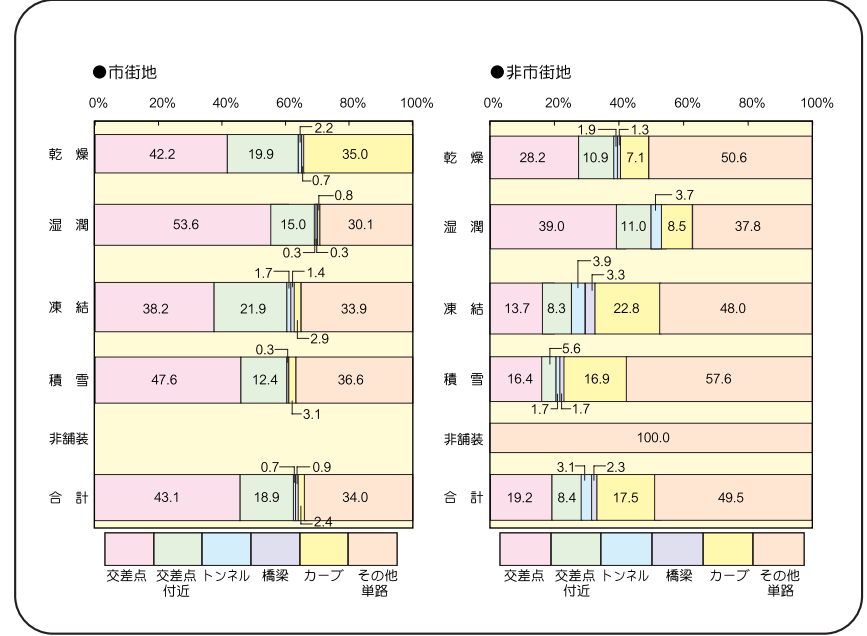 ●市街地
0% 20% 40% 60% 80% 100%
2.2
乾 燥 42.2 19.9 35.0
0.7
0.8
湿 潤 53.6 15.0 30.1
0.3 0.3
1.7 1.4
凍 結 38.2 21.9 33.9
2.9
0.3
積 雪 47.6 12.4 36.6
3.1
非舗装
0.7 0.9
合 計 43.1 18.9 34.0
2.4
交差点 交差点 トンネル 橋梁 カーブ その他
付近 単路
●非市街地
0% 20% 40% 60% 80% 100%
1.9 1.3
乾 燥 28.2 10.9 7.1 50.6
3.7
湿 潤 39.0 11.0 8.5 37.8
3.9
3.3
凍 結 13.7 8.3 22.8 48.0
5.6
積 雪 16.4 16.9 57.6
1.7 1.7
非舗装 100.0
3.1 2.3
合 計 19.2 8.4 17.5 49.5
交差点 交差点 トンネル 橋梁 カーブ その他
付近 単路